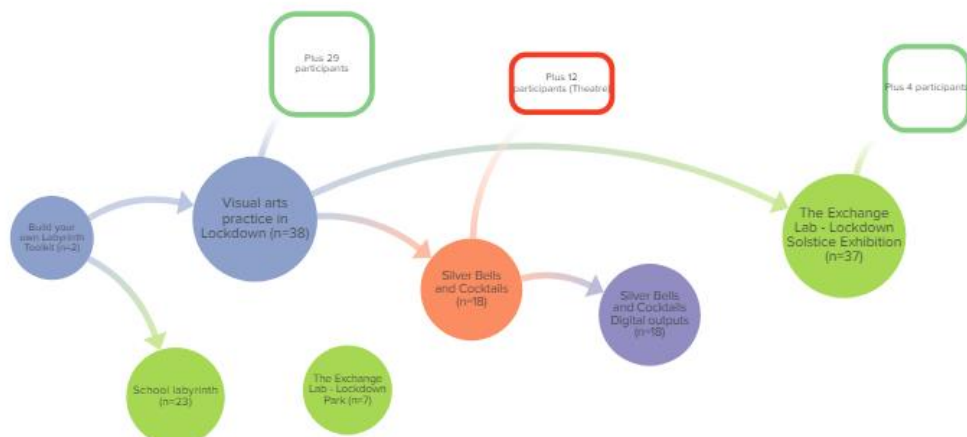 Plus 29
participants
Plus 12
participants (Theatre)
Plus 4 participants
Visual arts
practice in
Lockdown (n=38)
Build your
own Labyrinth
Toolkit (n=2)
The Exchange
Lab - Lockdown
Solstice Exhibition
(n=37)
Silver Bells
and Cocktails
(n=18)
Silver Bells
and Cocktails
Digital outputs
(n=18)
School labyrinth
(n=23)
The Exchange
Lab - Lockdown
Park (n=7)